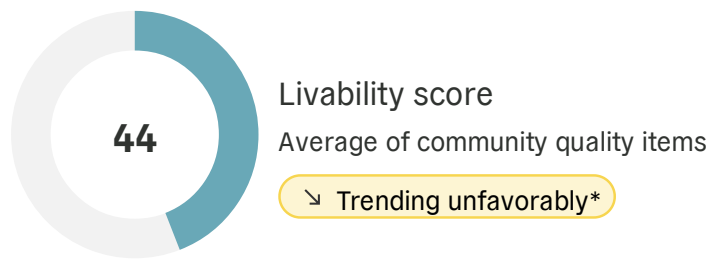 44
Livability score
Average of community quality items
↘ Trending unfavorably*